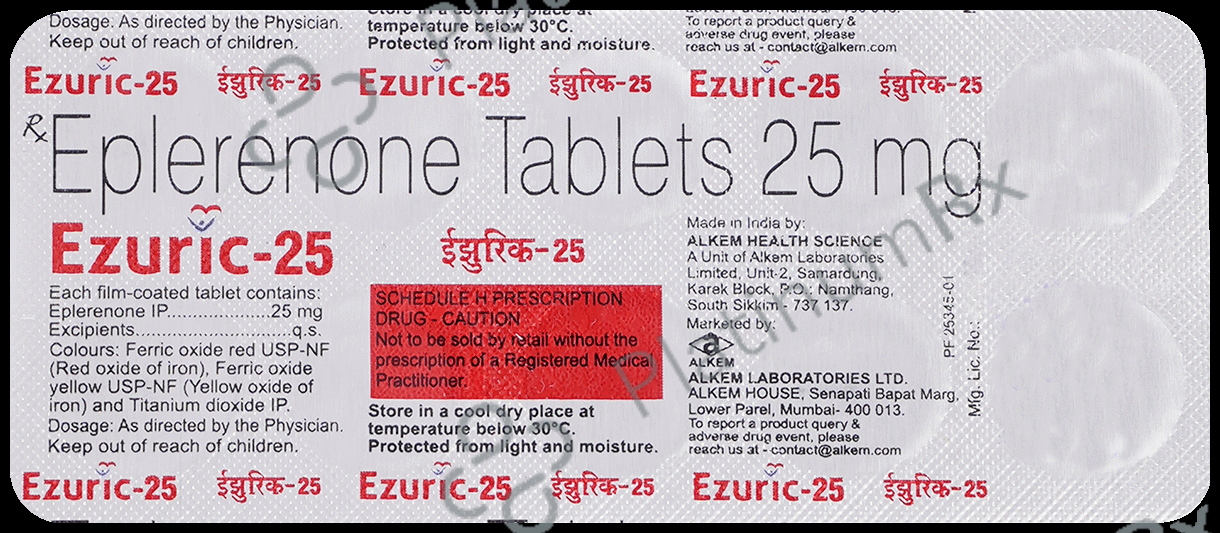 Dosage: As directed by the Physician.
Keep out of reach of children.
Store in a cool dry place at
temperature below 30°C.
Protected from light and moisture.
To report a product query &
adverse drug event, please
reach us at - contact@alkem.com
Ezuric-25 ईझुरिक-25 Ezuric-25 ईझुरिक-25 Ezuric-25 ईझुरिक-25
Rx Eplerenone Tablets 25 mg
Ezuric-25
Each film-coated tablet contains:
Eplerenone IP....................25 mg
Excipients............................q.s.
Colours: Ferric oxide red USP-NF
(Red oxide of iron), Ferric oxide
yellow USP-NF (Yellow oxide of
iron) and Titanium dioxide IP.
Dosage: As directed by the Physician.
Keep out of reach of children.
ईझुरिक-25
SCHEDULE H PRESCRIPTION
DRUG - CAUTION
Not to be sold by retail without the
prescription of a Registered Medical
Practitioner.
Store in a cool dry place at
temperature below 30°C.
Protected from light and moisture.
Made in India by:
ALKEM HEALTH SCIENCE
A Unit of Alkem Laboratories
Limited, Unit-2, Samardung,
Karek Block, P.O.: Namthang,
South Sikkim - 737 137.
Marketed by:
ALKEM
ALKEM LABORATORIES LTD.
ALKEM HOUSE, Senapati Bapat Marg,
Lower Parel, Mumbai- 400 013.
To report a product query &
adverse drug event, please
reach us at - contact@alkem.com
PF 25345-01
Mfg. Lic. No.:
Ezuric-25 ईझुरिक-25 Ezuric-25 ईझुरिक-25 Ezuric-25 ईझुरिक-25
PlatinumRx